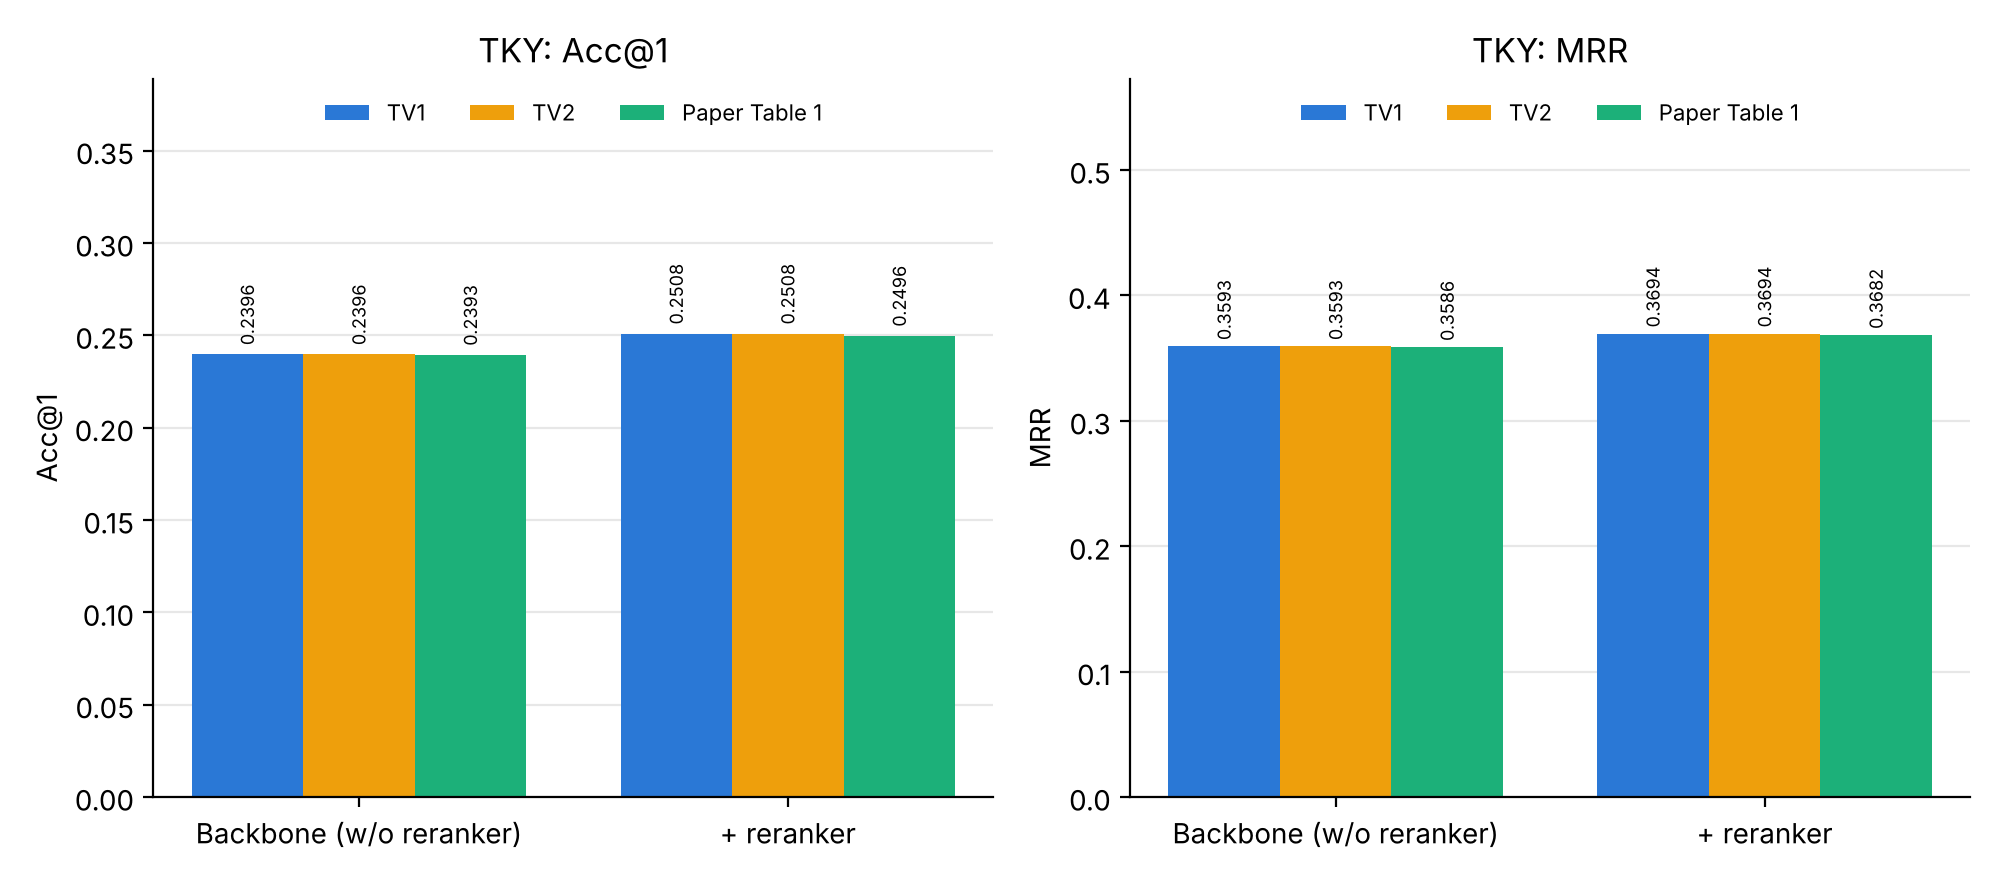 TKY: Acc@1
TV1 TV2 Paper Table 1
0.35
0.30
0.25
0.20
0.15
0.10
0.05
0.00
Acc@1
0.2396
0.2396
0.2393
0.2508
0.2508
0.2496
Backbone (w/o reranker)
+ reranker
TKY: MRR
TV1 TV2 Paper Table 1
0.5
0.4
0.3
0.2
0.1
0.0
MRR
0.3593
0.3593
0.3586
0.3694
0.3694
0.3682
Backbone (w/o reranker)
+ reranker